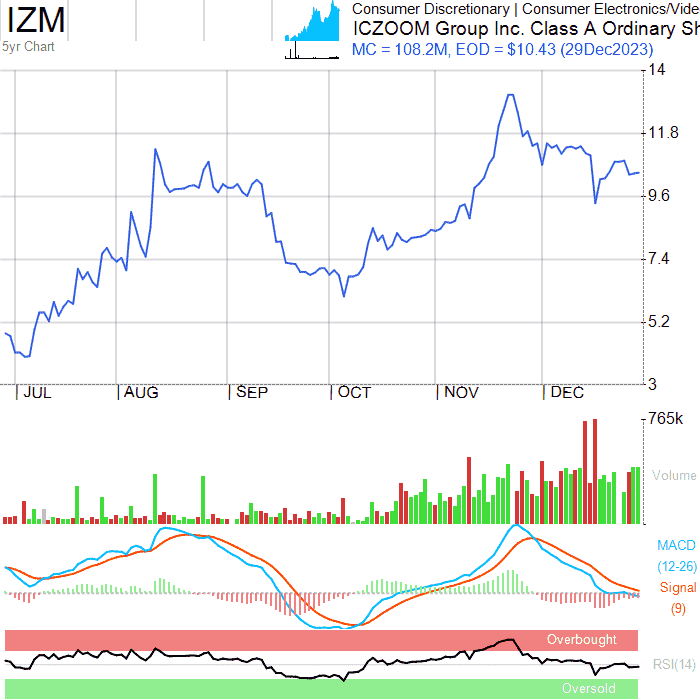 IZM
5yr Chart
Consumer Discretionary | Consumer Electronics/Vide
ICZOOM Group Inc. Class A Ordinary Sh
MC = 108.2M, EOD = $10.43 (29Dec2023)
14
11.8
9.6
7.4
5.2
3
JUL AUG SEP OCT NOV DEC
765k
Volume
MACD
(12-26)
Signal
(9)
Overbought
RSI(14)
Oversold